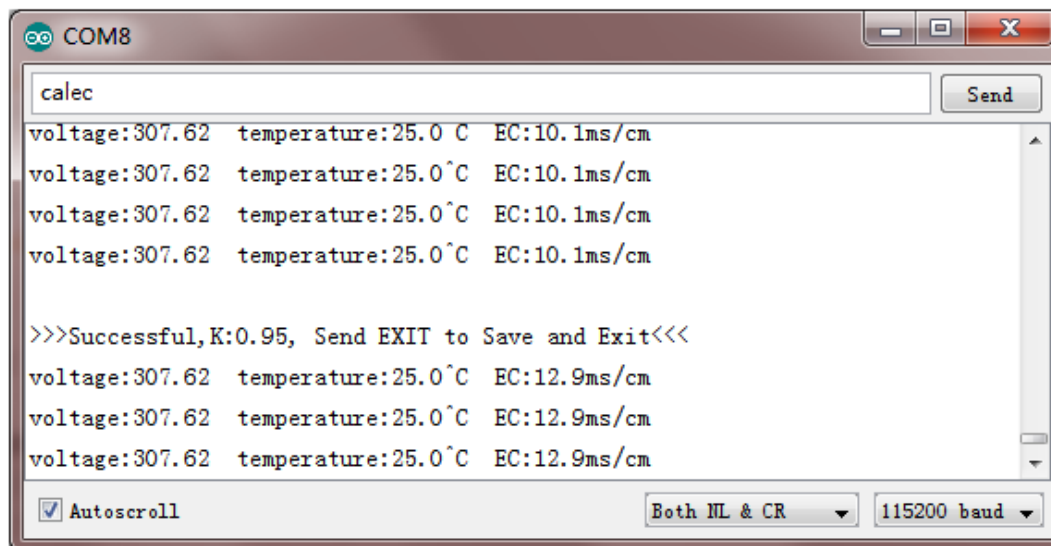 COM8
calec
Send
voltage:307.62 temperature:25.0 C EC:10.1ms/cm
voltage:307.62 temperature:25.0^C EC:10.1ms/cm
voltage:307.62 temperature:25.0^C EC:10.1ms/cm
voltage:307.62 temperature:25.0^C EC:10.1ms/cm
>>>Successful,K:0.95, Send EXIT to Save and Exit<<<
voltage:307.62 temperature:25.0^C EC:12.9ms/cm
voltage:307.62 temperature:25.0^C EC:12.9ms/cm
voltage:307.62 temperature:25.0^C EC:12.9ms/cm
Autoscroll
Both NL & CR
115200 baud